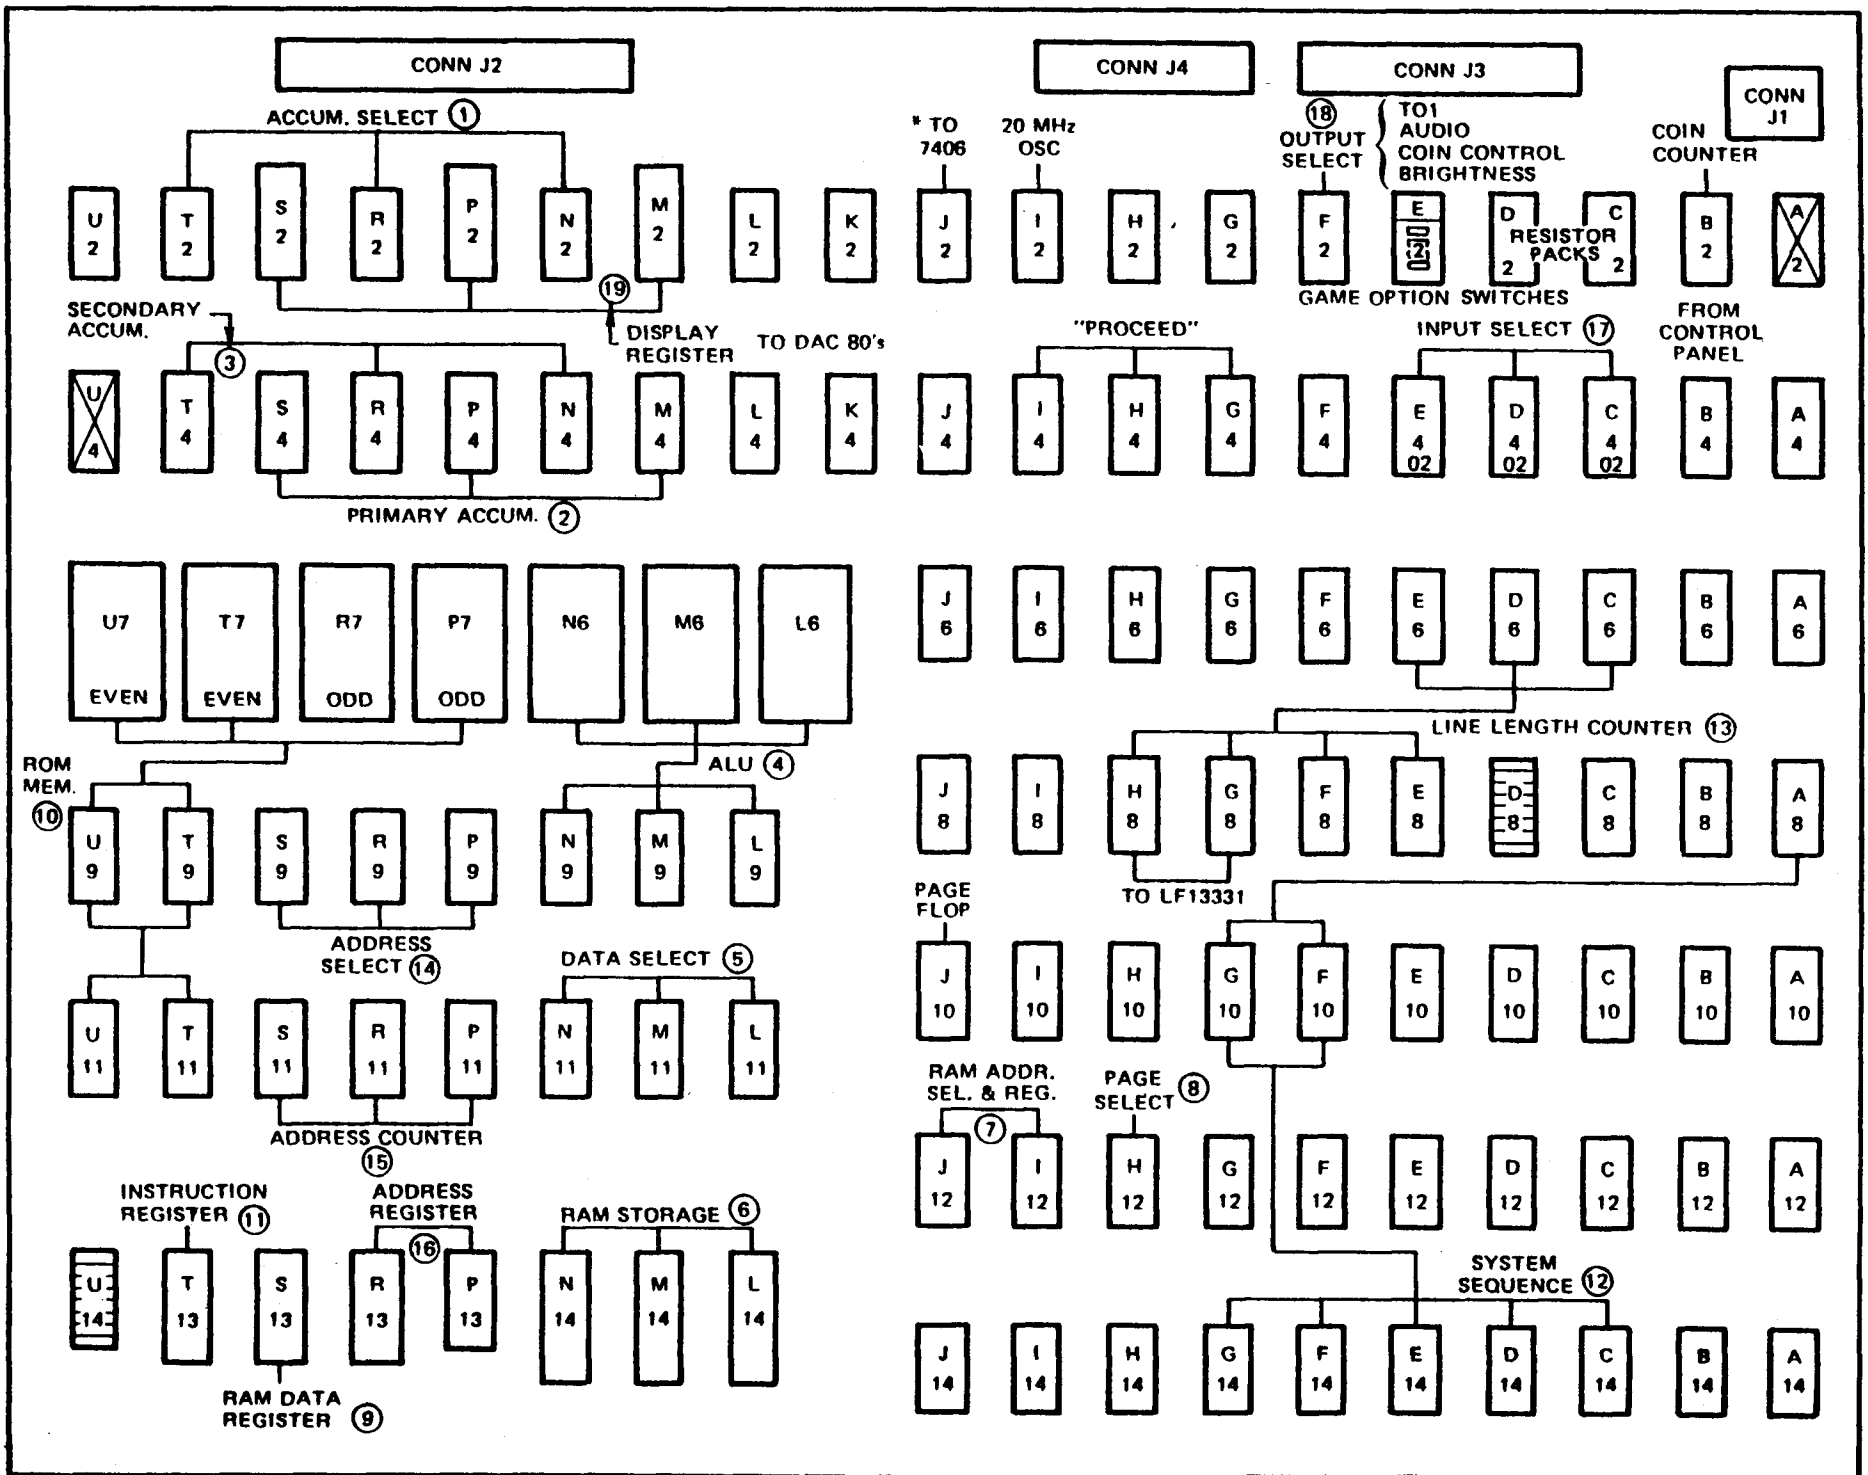 CONN J2
CONN J4
CONN J3
CONN
J1
ACCUM. SELECT 1
* TO
7406
20 MHz
OSC
18
OUTPUT
SELECT
TO1
AUDIO
COIN CONTROL
BRIGHTNESS
COIN
COUNTER
U T S R P N M L K J I H G F E D C B A
2 2 2 2 2 2 2 2 2 2 2 2 2 2 2 2 2 2 2
RESISTOR
PACKS
19
GAME OPTION SWITCHES
SECONDARY
ACCUM.
3
DISPLAY
REGISTER
TO DAC 80's
"PROCEED"
INPUT SELECT 17
FROM
CONTROL
PANEL
U T S R P N M L K J I H G F E D C B A
4 4 4 4 4 4 4 4 4 4 4 4 4 4 4 4 4 4 4
02 02 02
PRIMARY ACCUM. 2
U7 T7 R7 P7 N6 M6 L6
EVEN EVEN ODD ODD
J I H G F E D C B A
6 6 6 6 6 6 6 6 6 6
LINE LENGTH COUNTER 13
ROM
MEM.
10
ALU 4
U T S R P N M L
9 9 9 9 9 9 9 9
J I H G F E D C B A
8 8 8 8 8 8 8 8 8 8
TO LF13331
PAGE
FLOP
ADDRESS
SELECT 14
DATA SELECT 5
J I H G F E D C B A
10 10 10 10 10 10 10 10 10 10
U T S R P N M L
11 11 11 11 11 11 11 11
RAM ADDR.
SEL. & REG.
7
PAGE
SELECT 8
ADDRESS COUNTER
15
J I H G F E D C B A
12 12 12 12 12 12 12 12 12 12
INSTRUCTION
REGISTER 11
ADDRESS
REGISTER
16
RAM STORAGE 6
SYSTEM
SEQUENCE 12
U T S R P N M L
14 13 13 13 13 14 14 14
J I H G F E D C B A
14 14 14 14 14 14 14 14 14 14
RAM DATA
REGISTER 9